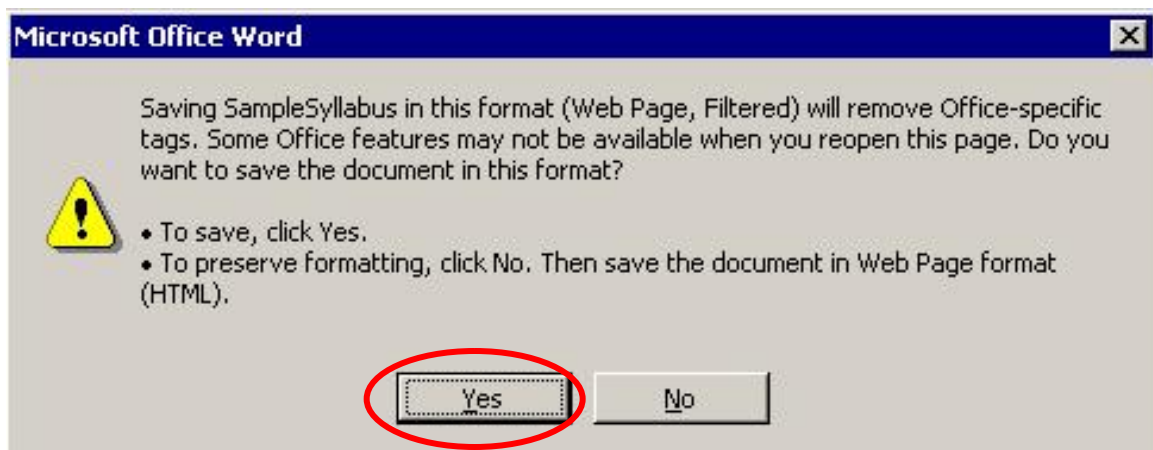 Microsoft Office Word
Saving SampleSyllabus in this format (Web Page, Filtered) will remove Office-specific
tags. Some Office features may not be available when you reopen this page. Do you
want to save the document in this format?
• To save, click Yes.
• To preserve formatting, click No. Then save the document in Web Page format
(HTML).
Yes No